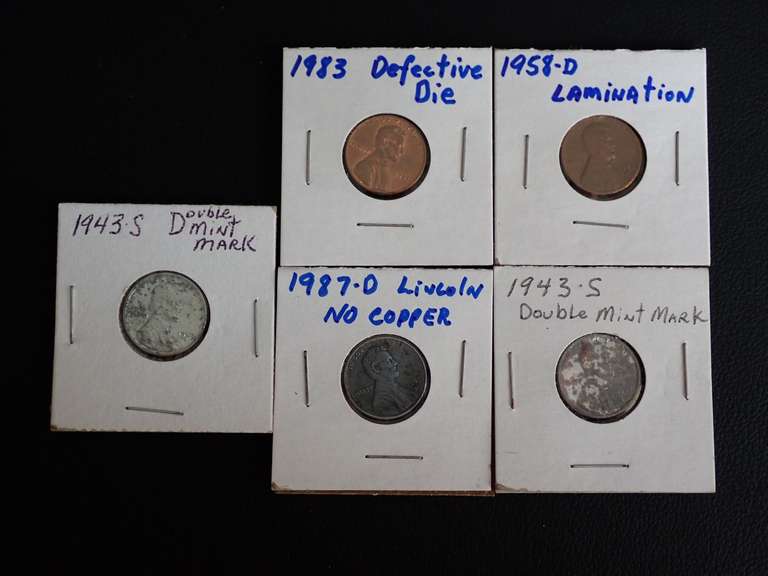 1983 Defective
Die
1958-D
LAMINATION
1943-S Double
MINT
MARK
1987-D Lincoln
NO COPPER
1943-S
Double Mint Mark